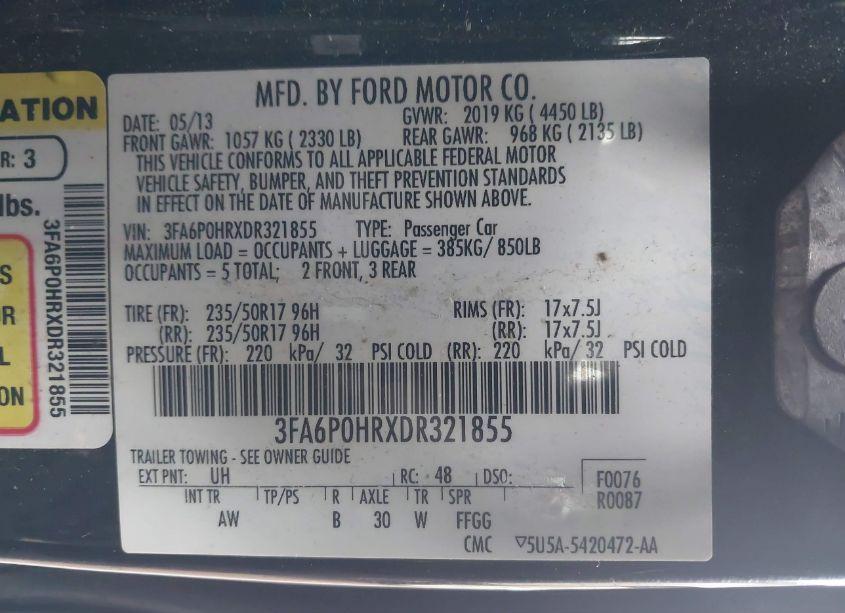 ATION
R: 3
lbs.
S
R
L
ON
3FA6P0HRXDR321855
MFD. BY FORD MOTOR CO.
DATE: 05/13 GVWR: 2019 KG ( 4450 LB)
FRONT GAWR: 1057 KG ( 2330 LB) REAR GAWR: 968 KG ( 2135 LB)
THIS VEHICLE CONFORMS TO ALL APPLICABLE FEDERAL MOTOR
VEHICLE SAFETY, BUMPER, AND THEFT PREVENTION STANDARDS
IN EFFECT ON THE DATE OF MANUFACTURE SHOWN ABOVE.
VIN: 3FA6P0HRXDR321855 TYPE: Passenger Car
MAXIMUM LOAD = OCCUPANTS + LUGGAGE = 385KG/ 850LB
OCCUPANTS = 5 TOTAL; 2 FRONT, 3 REAR
TIRE (FR): 235/50R17 96H RIMS (FR): 17x7.5J
(RR): 235/50R17 96H (RR): 17x7.5J
PRESSURE (FR): 220 kPa/ 32 PSI COLD (RR): 220 kPa/ 32 PSI COLD
3FA6P0HRXDR321855
TRAILER TOWING - SEE OWNER GUIDE
EXT PNT: UH RC: 48 DSO: F0076
R0087
INT TR TP/PS R AXLE TR SPR
AW B 30 W FFGG
CMC ▽5U5A-5420472-AA